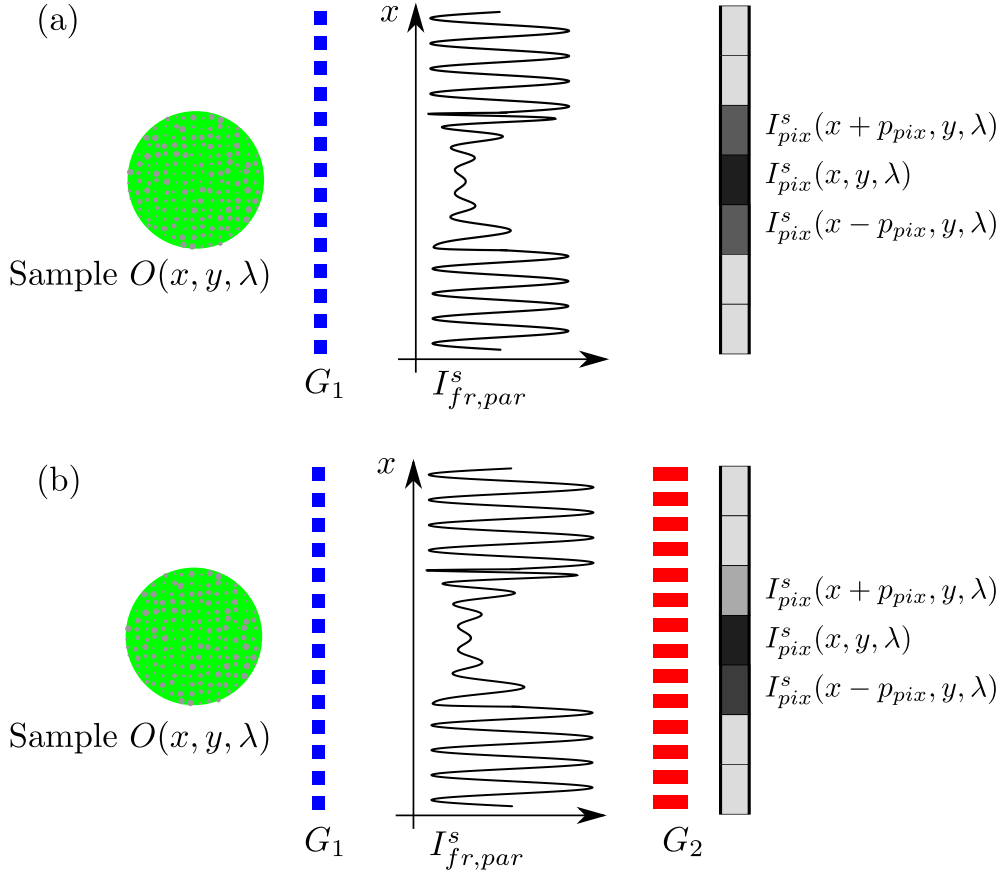 (a)
x
I^s_{pix}(x + p_{pix}, y, λ)
I^s_{pix}(x, y, λ)
I^s_{pix}(x − p_{pix}, y, λ)
Sample O(x, y, λ)
G_1
I^s_{fr,par}
(b)
x
I^s_{pix}(x + p_{pix}, y, λ)
I^s_{pix}(x, y, λ)
I^s_{pix}(x − p_{pix}, y, λ)
Sample O(x, y, λ)
G_1
I^s_{fr,par}
G_2